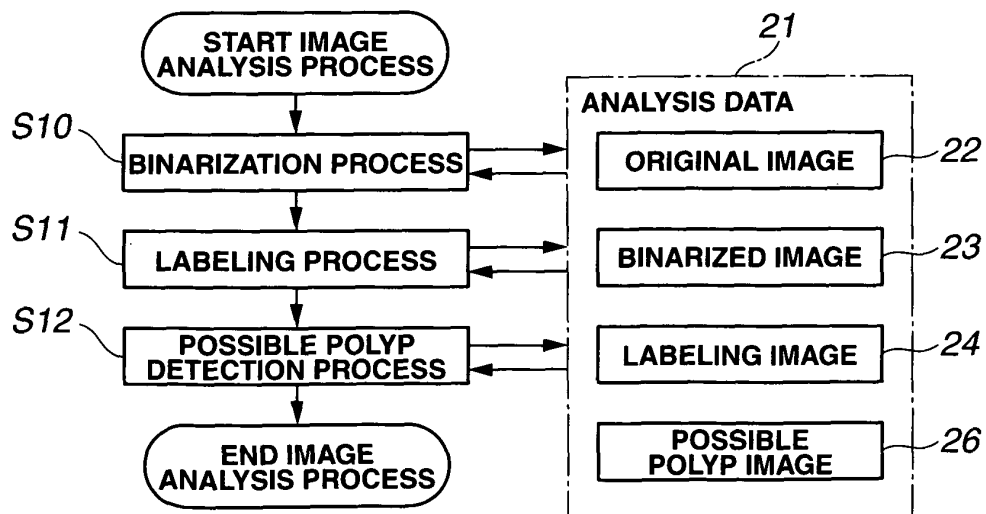 START IMAGE
ANALYSIS PROCESS
S10
BINARIZATION PROCESS
S11
LABELING PROCESS
S12
POSSIBLE POLYP
DETECTION PROCESS
END IMAGE
ANALYSIS PROCESS
21
ANALYSIS DATA
ORIGINAL IMAGE
22
BINARIZED IMAGE
23
LABELING IMAGE
24
POSSIBLE
POLYP IMAGE
26